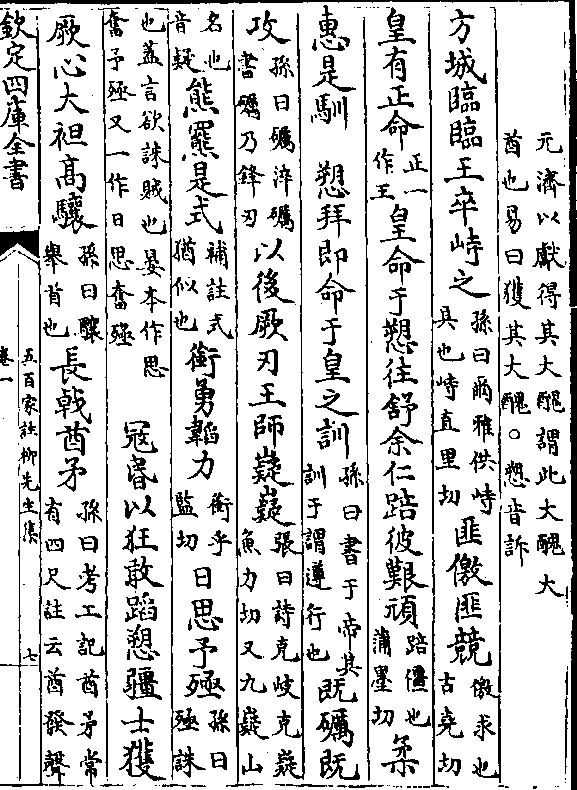 元濟以獻得其大醜謂此大醜大
酋也易曰獲其大醜。愬音訴
方城臨臨王卒峙之孫曰爾雅供峙具也峙直里切匪徼匪競徼求也古堯切
皇有正命正一作王皇命于愬往舒余仁踣彼艱頑踣僵也蒲墨切柔
惠是馴 愬拜即命于皇之訓孫曰書于帝其訓于謂遵行也既礪既
攻孫曰礪淬礪書礪乃鋒刃以後厥刃王師嶷嶷張曰詩克岐克嶷魚力切又九嶷山
名也音疑熊羆是式補註式猶似也銜勇韜力銜乎監切日思予殛孫曰殛誅
也蓋言欲誅賊也晏本作思奮予殛又一作日思奮殛 寇昏以狂敢蹈愬疆士獲
厥心大袒高驤孫曰驤舉首也長戟酋矛孫曰考工記酋矛常有四尺註云酋發聲
欽定四庫全書
五百家註柳先生集
卷一
七